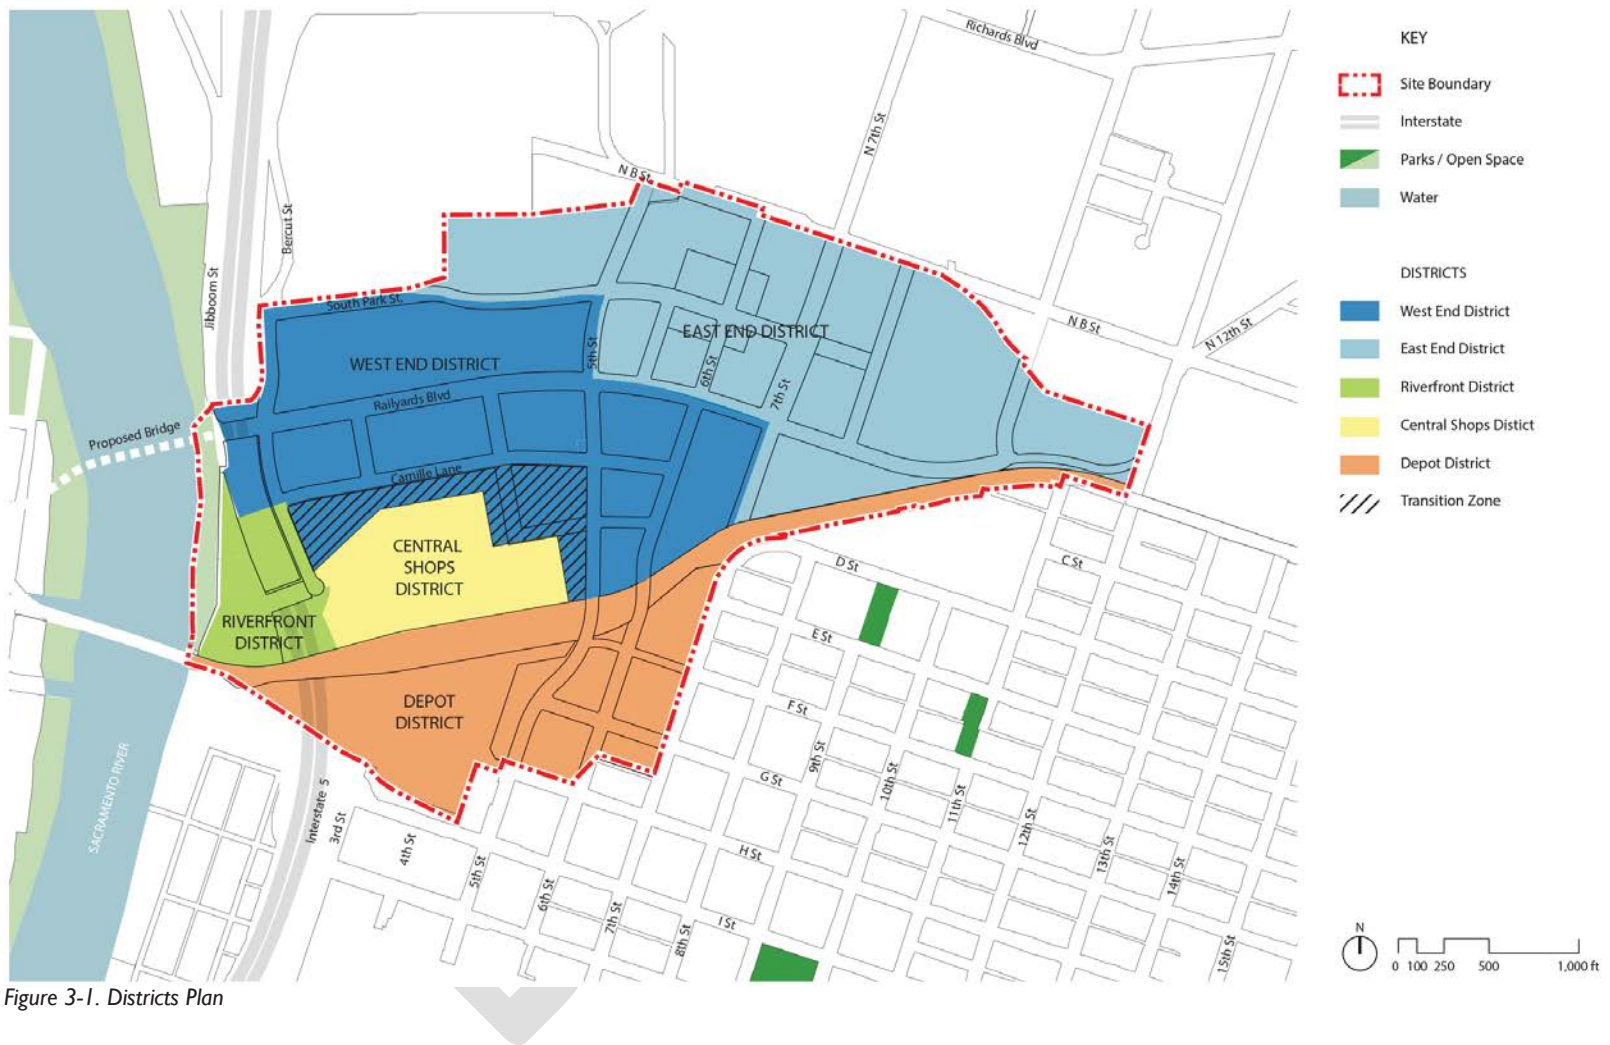 Richards Blvd
N 7th St
N B St
Bercut St
Jibboom St
South Park St.
N B St
N 12th St
EAST END DISTRICT
5th St
WEST END DISTRICT
6th St
7th St
Railyards Blvd
Proposed Bridge
Camille Lane
CENTRAL
SHOPS
DISTRICT
D St
C St
RIVERFRONT
DISTRICT
E St
DEPOT
DISTRICT
F St
SACRAMENTO RIVER
Interstate 5
3rd St
4th St
5th St
6th St
7th St
8th St
9th St
10th St
11th St
12th St
13th St
14th St
15th St
G St
H St
I St
KEY
Site Boundary
Interstate
Parks / Open Space
Water
DISTRICTS
West End District
East End District
Riverfront District
Central Shops Distict
Depot District
Transition Zone
N
0 100 250 500 1,000 ft
Figure 3-1. Districts Plan